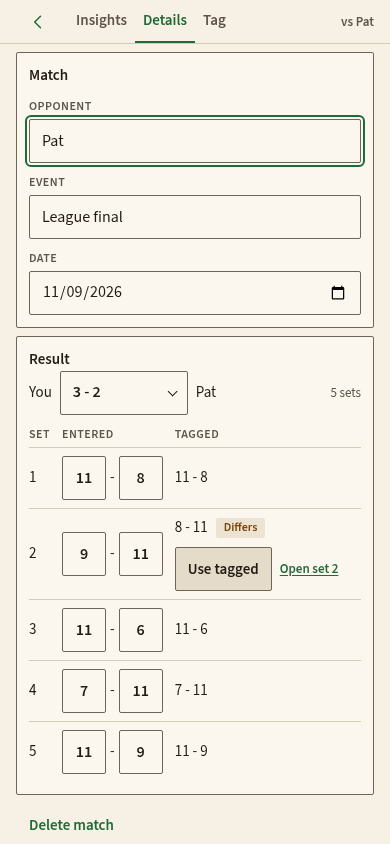 Insights Details Tag vs Pat
Match
OPPONENT
Pat
EVENT
League final
DATE
11/09/2026
Result
You 3 - 2 Pat 5 sets
SET ENTERED TAGGED
1 11 - 8 11 - 8
8 - 11 Differs
2 9 - 11 Use tagged Open set 2
3 11 - 6 11 - 6
4 7 - 11 7 - 11
5 11 - 9 11 - 9
Delete match